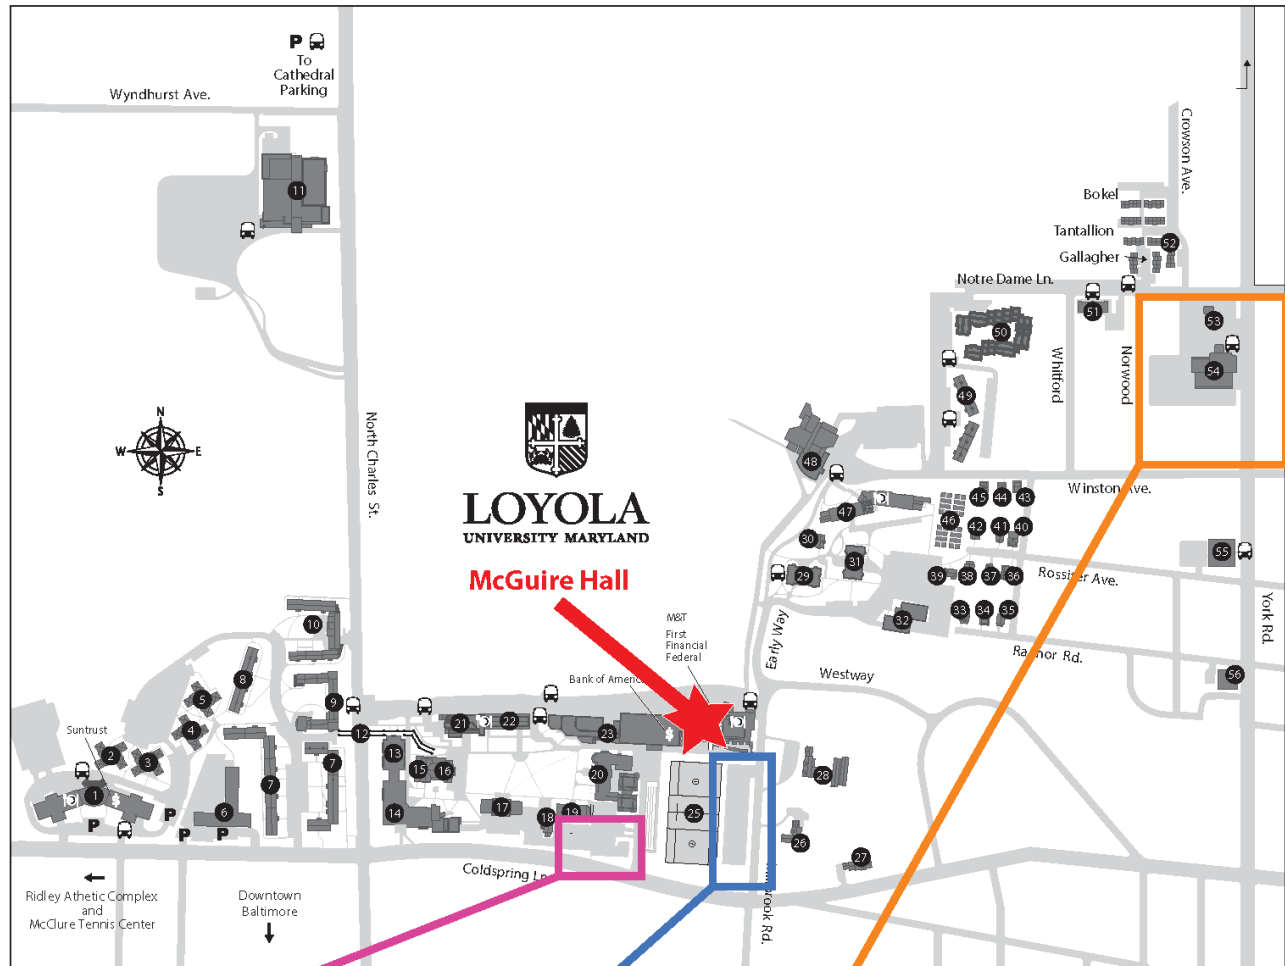 P
To
Cathedral
Parking
Wyndhurst Ave.
11
Crowson Ave.
Bokel
Tantallion
52
Gallagher
Notre Dame Ln.
51
53
50
54
Whitford
Norwood
49
N
W E
S
North Charles St.
LOYOLA
UNIVERSITY MARYLAND
McGuire Hall
48
Winston Ave.
45 44 43
47
46
42 41 40
30
31
55
29
39 38 37 36
Rossiter Ave.
York Rd.
33 34 35
32
10
M&T
First
Financial
Federal
Early Way
Radnor Rd.
Westway
56
8
Bank of America
5
9
21 22
4
12
23
Suntrust
2
3
13
15 16
20
28
7
7
1
6
17
18 19
25
14
26
P P P P
27
Coldspring Ln.
Ridley Athetic Complex
and
McClure Tennis Center
Downtown
Baltimore